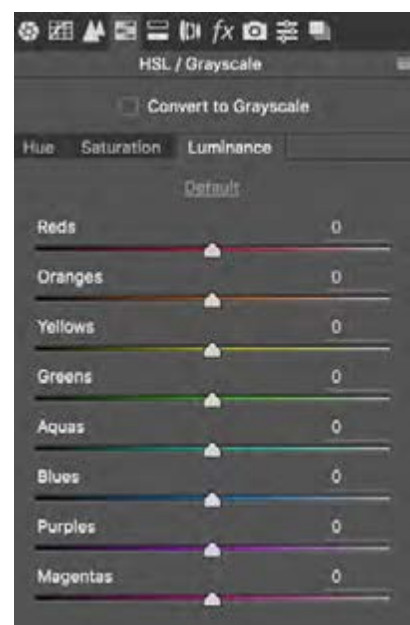 fx
HSL / Grayscale
Convert to Grayscale
Hue Saturation Luminance
Default
Reds 0
Oranges 0
Yellows 0
Greens 0
Aquas 0
Blues 0
Purples 0
Magentas 0